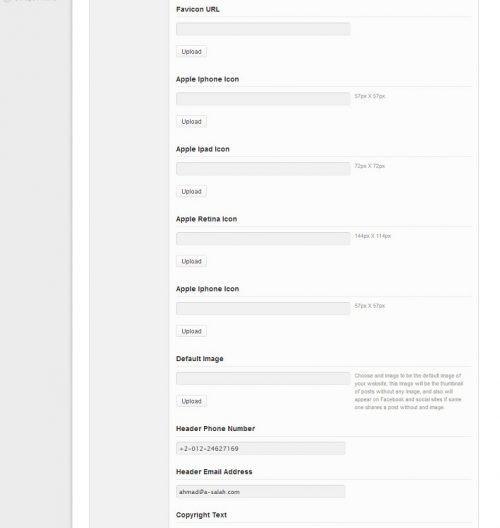 Favicon URL
Upload
Apple Iphone Icon
57px X 57px
Upload
Apple Ipad Icon
72px X 72px
Upload
Apple Retina Icon
144px X 114px
Upload
Apple Iphone Icon
57px X 57px
Upload
Default Image
Choose and image to be the default image of
your website, this image will be the thumbnail
of posts without any image, and also will
appear on Facebook and social sites if some
one shares a post without and image.
Upload
Header Phone Number
+2-012-24627169
Header Email Address
ahmad@a-salah.com
Copyright Text